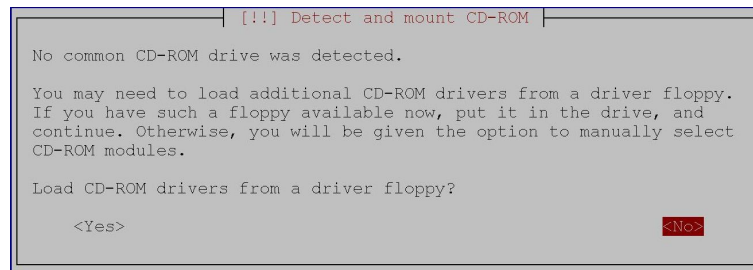 [!!] Detect and mount CD-ROM
No common CD-ROM drive was detected.
You may need to load additional CD-ROM drivers from a driver floppy.
If you have such a floppy available now, put it in the drive, and
continue. Otherwise, you will be given the option to manually select
CD-ROM modules.
Load CD-ROM drivers from a driver floppy?
<Yes> <No>